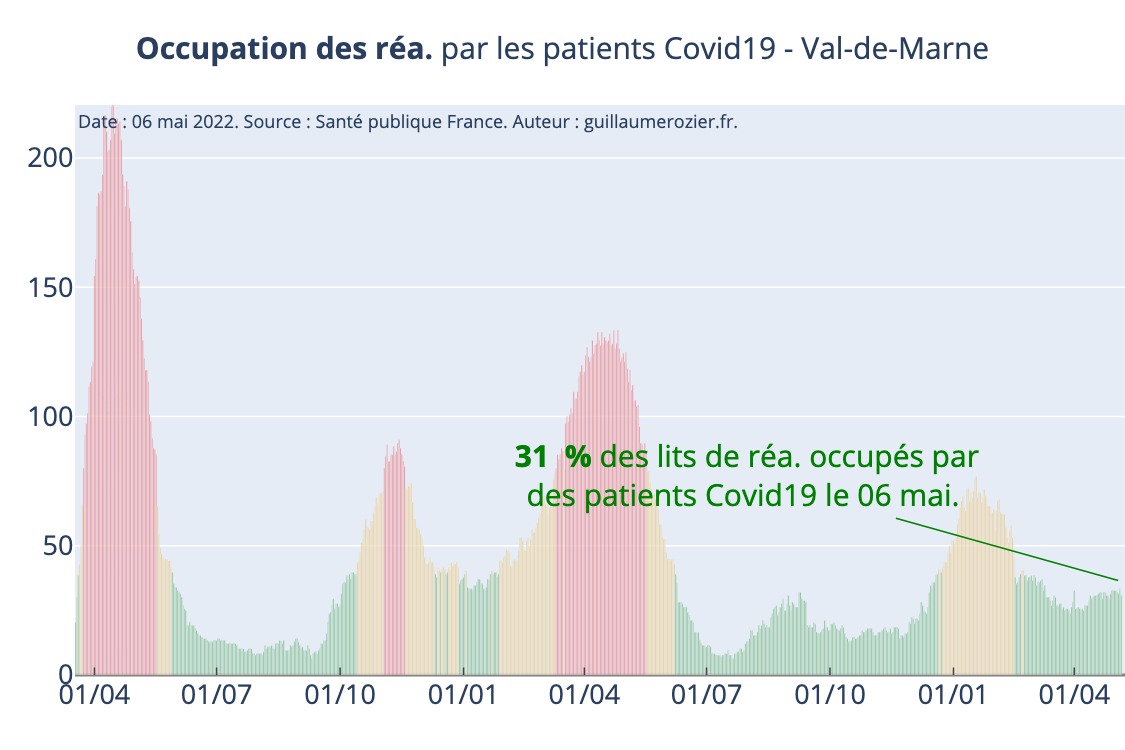 Occupation des réa. par les patients Covid19 - Val-de-Marne
Date : 06 mai 2022. Source : Santé publique France. Auteur : guillaumerozier.fr.
200
150
100
31 % des lits de réa. occupés par
des patients Covid19 le 06 mai.
50
0
01/04 01/07 01/10 01/01 01/04 01/07 01/10 01/01 01/04